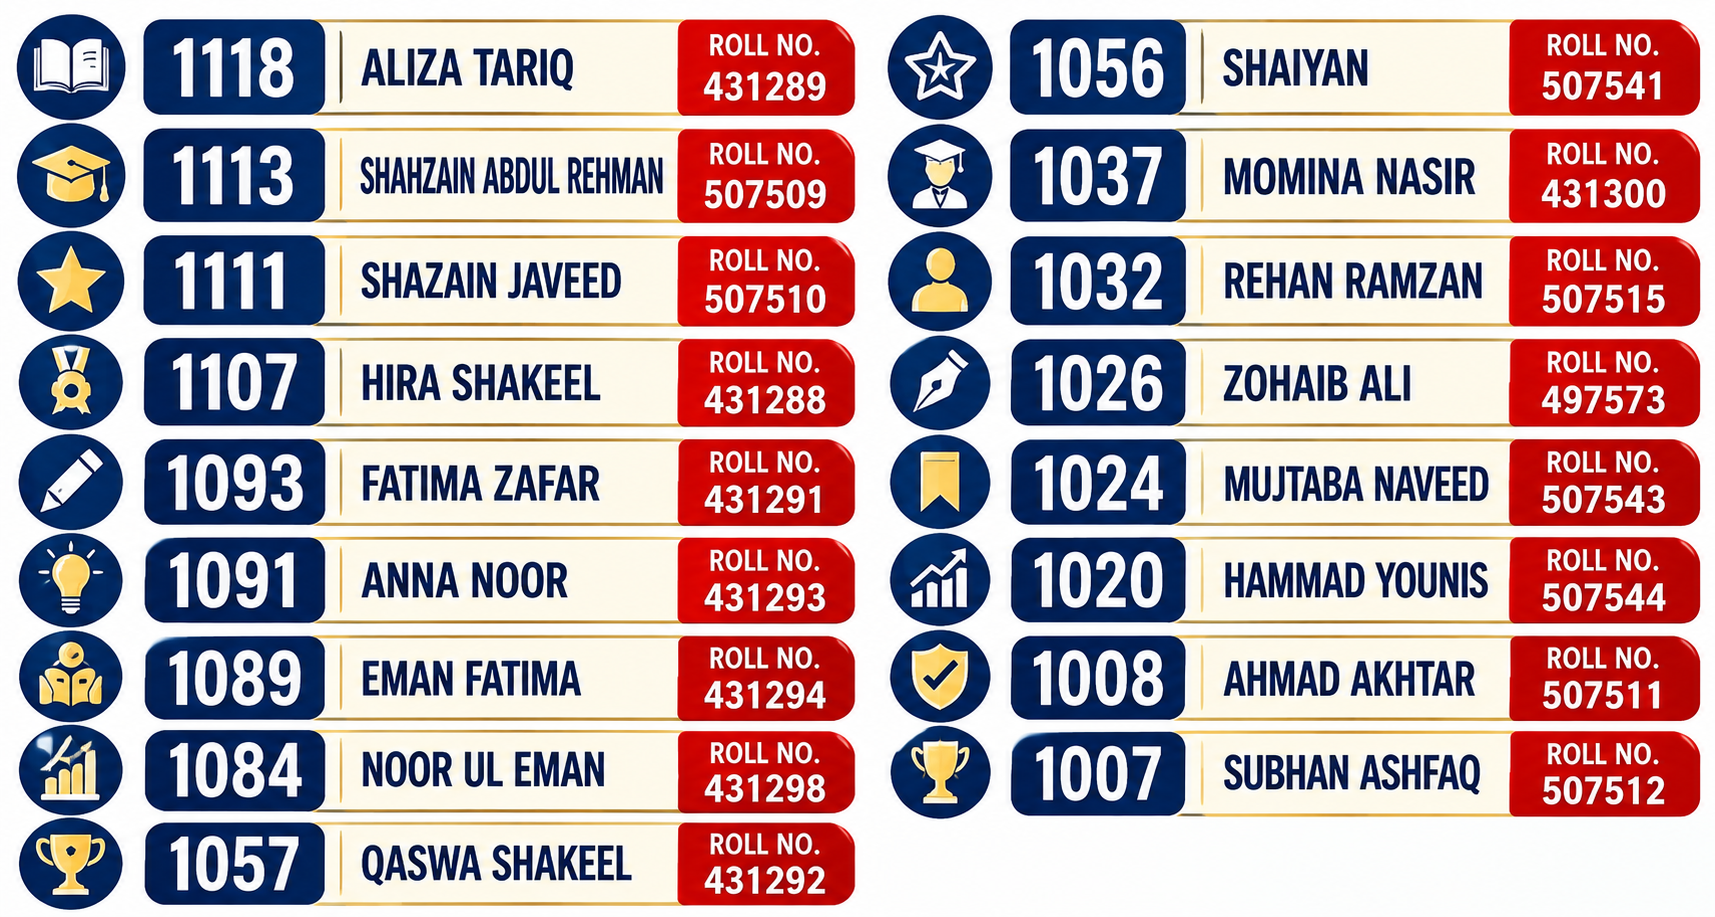 1118 ALIZA TARIQ ROLL NO. 431289
1113 SHAHZAIN ABDUL REHMAN ROLL NO. 507509
1111 SHAZAIN JAVEED ROLL NO. 507510
1107 HIRA SHAKEEL ROLL NO. 431288
1093 FATIMA ZAFAR ROLL NO. 431291
1091 ANNA NOOR ROLL NO. 431293
1089 EMAN FATIMA ROLL NO. 431294
1084 NOOR UL EMAN ROLL NO. 431298
1057 QASWA SHAKEEL ROLL NO. 431292
1056 SHAIYAN ROLL NO. 507541
1037 MOMINA NASIR ROLL NO. 431300
1032 REHAN RAMZAN ROLL NO. 507515
1026 ZOHAIB ALI ROLL NO. 497573
1024 MUJTABA NAVEED ROLL NO. 507543
1020 HAMMAD YOUNIS ROLL NO. 507544
1008 AHMAD AKHTAR ROLL NO. 507511
1007 SUBHAN ASHFAQ ROLL NO. 507512